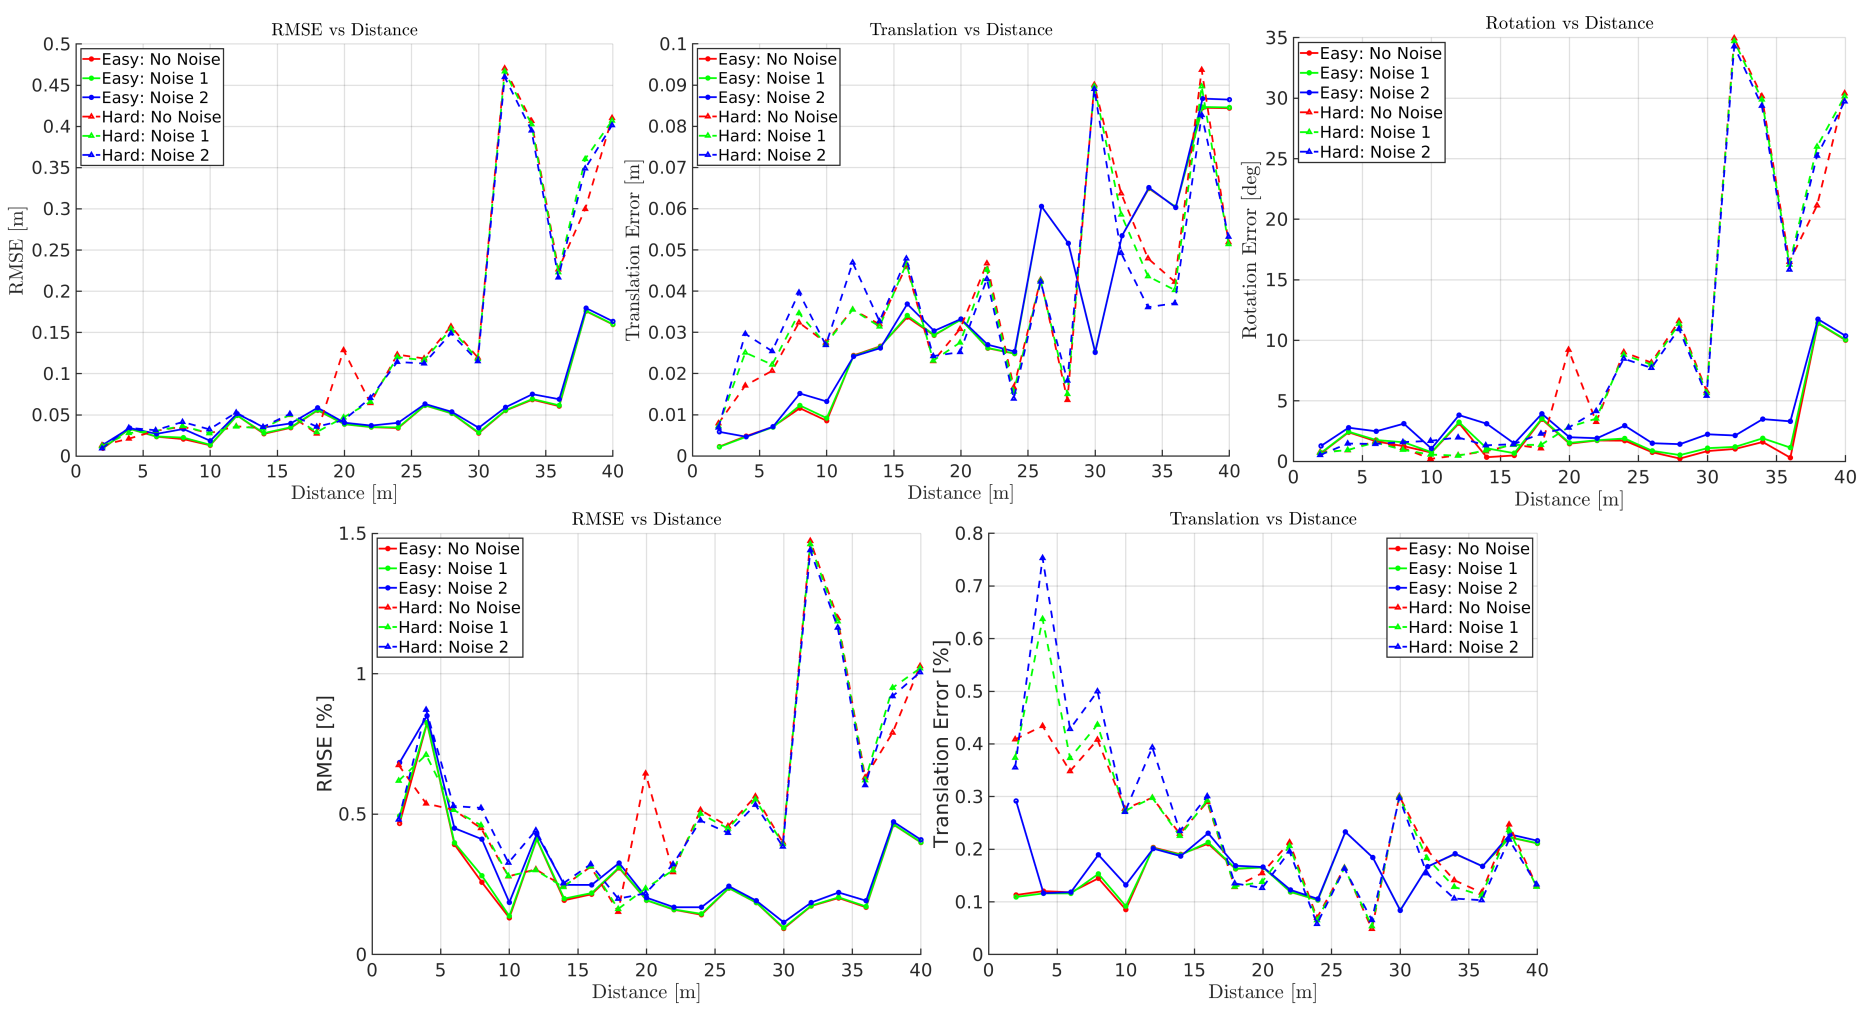 RMSE vs Distance
0.5
0.45
0.4
0.35
0.3
0.25
0.2
0.15
0.1
0.05
0
RMSE [m]
Easy: No Noise
Easy: Noise 1
Easy: Noise 2
Hard: No Noise
Hard: Noise 1
Hard: Noise 2
0 5 10 15 20 25 30 35 40
Distance [m]
Translation vs Distance
0.1
0.09
0.08
0.07
0.06
0.05
0.04
0.03
0.02
0.01
0
Translation Error [m]
Easy: No Noise
Easy: Noise 1
Easy: Noise 2
Hard: No Noise
Hard: Noise 1
Hard: Noise 2
0 5 10 15 20 25 30 35 40
Distance [m]
Rotation vs Distance
35
30
25
20
15
10
5
0
Rotation Error [deg]
Easy: No Noise
Easy: Noise 1
Easy: Noise 2
Hard: No Noise
Hard: Noise 1
Hard: Noise 2
0 5 10 15 20 25 30 35 40
Distance [m]
RMSE vs Distance
1.5
1
0.5
0
RMSE [%]
Easy: No Noise
Easy: Noise 1
Easy: Noise 2
Hard: No Noise
Hard: Noise 1
Hard: Noise 2
0 5 10 15 20 25 30 35 40
Distance [m]
Translation vs Distance
0.8
0.7
0.6
0.5
0.4
0.3
0.2
0.1
0
Translation Error [%]
Easy: No Noise
Easy: Noise 1
Easy: Noise 2
Hard: No Noise
Hard: Noise 1
Hard: Noise 2
0 5 10 15 20 25 30 35 40
Distance [m]